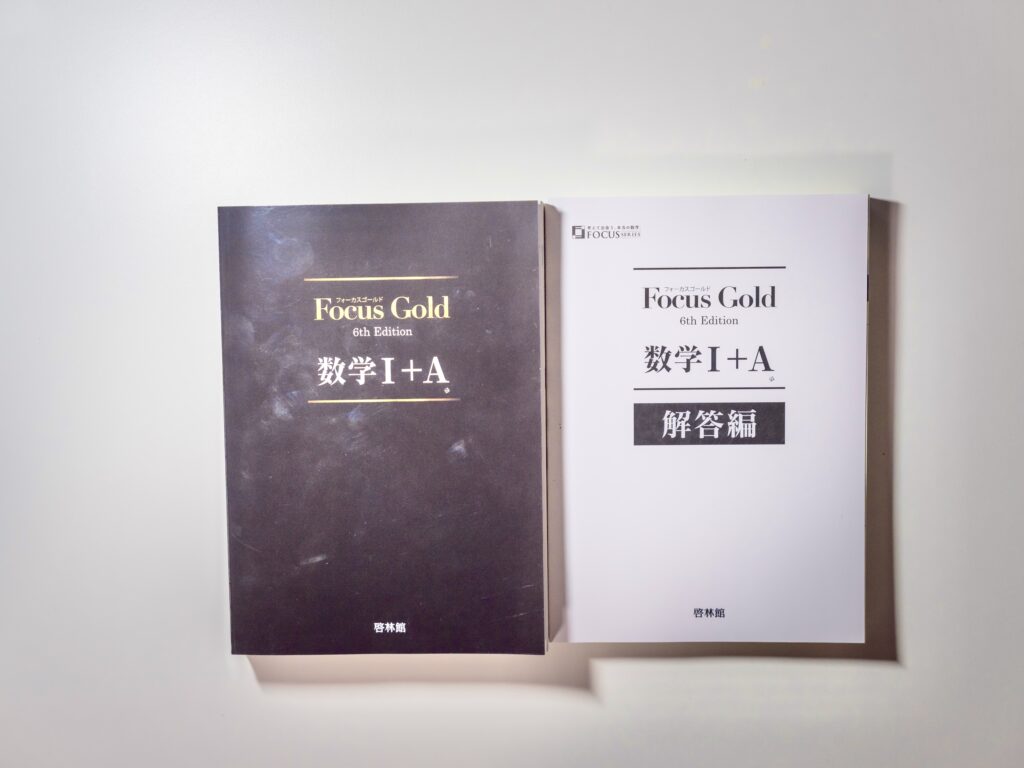 フォーカスゴールド
Focus Gold
6th Edition
数学I+A
啓林館
FOCUS SERIES
フォーカスゴールド
Focus Gold
6th Edition
数学I+A
解答編
啓林館